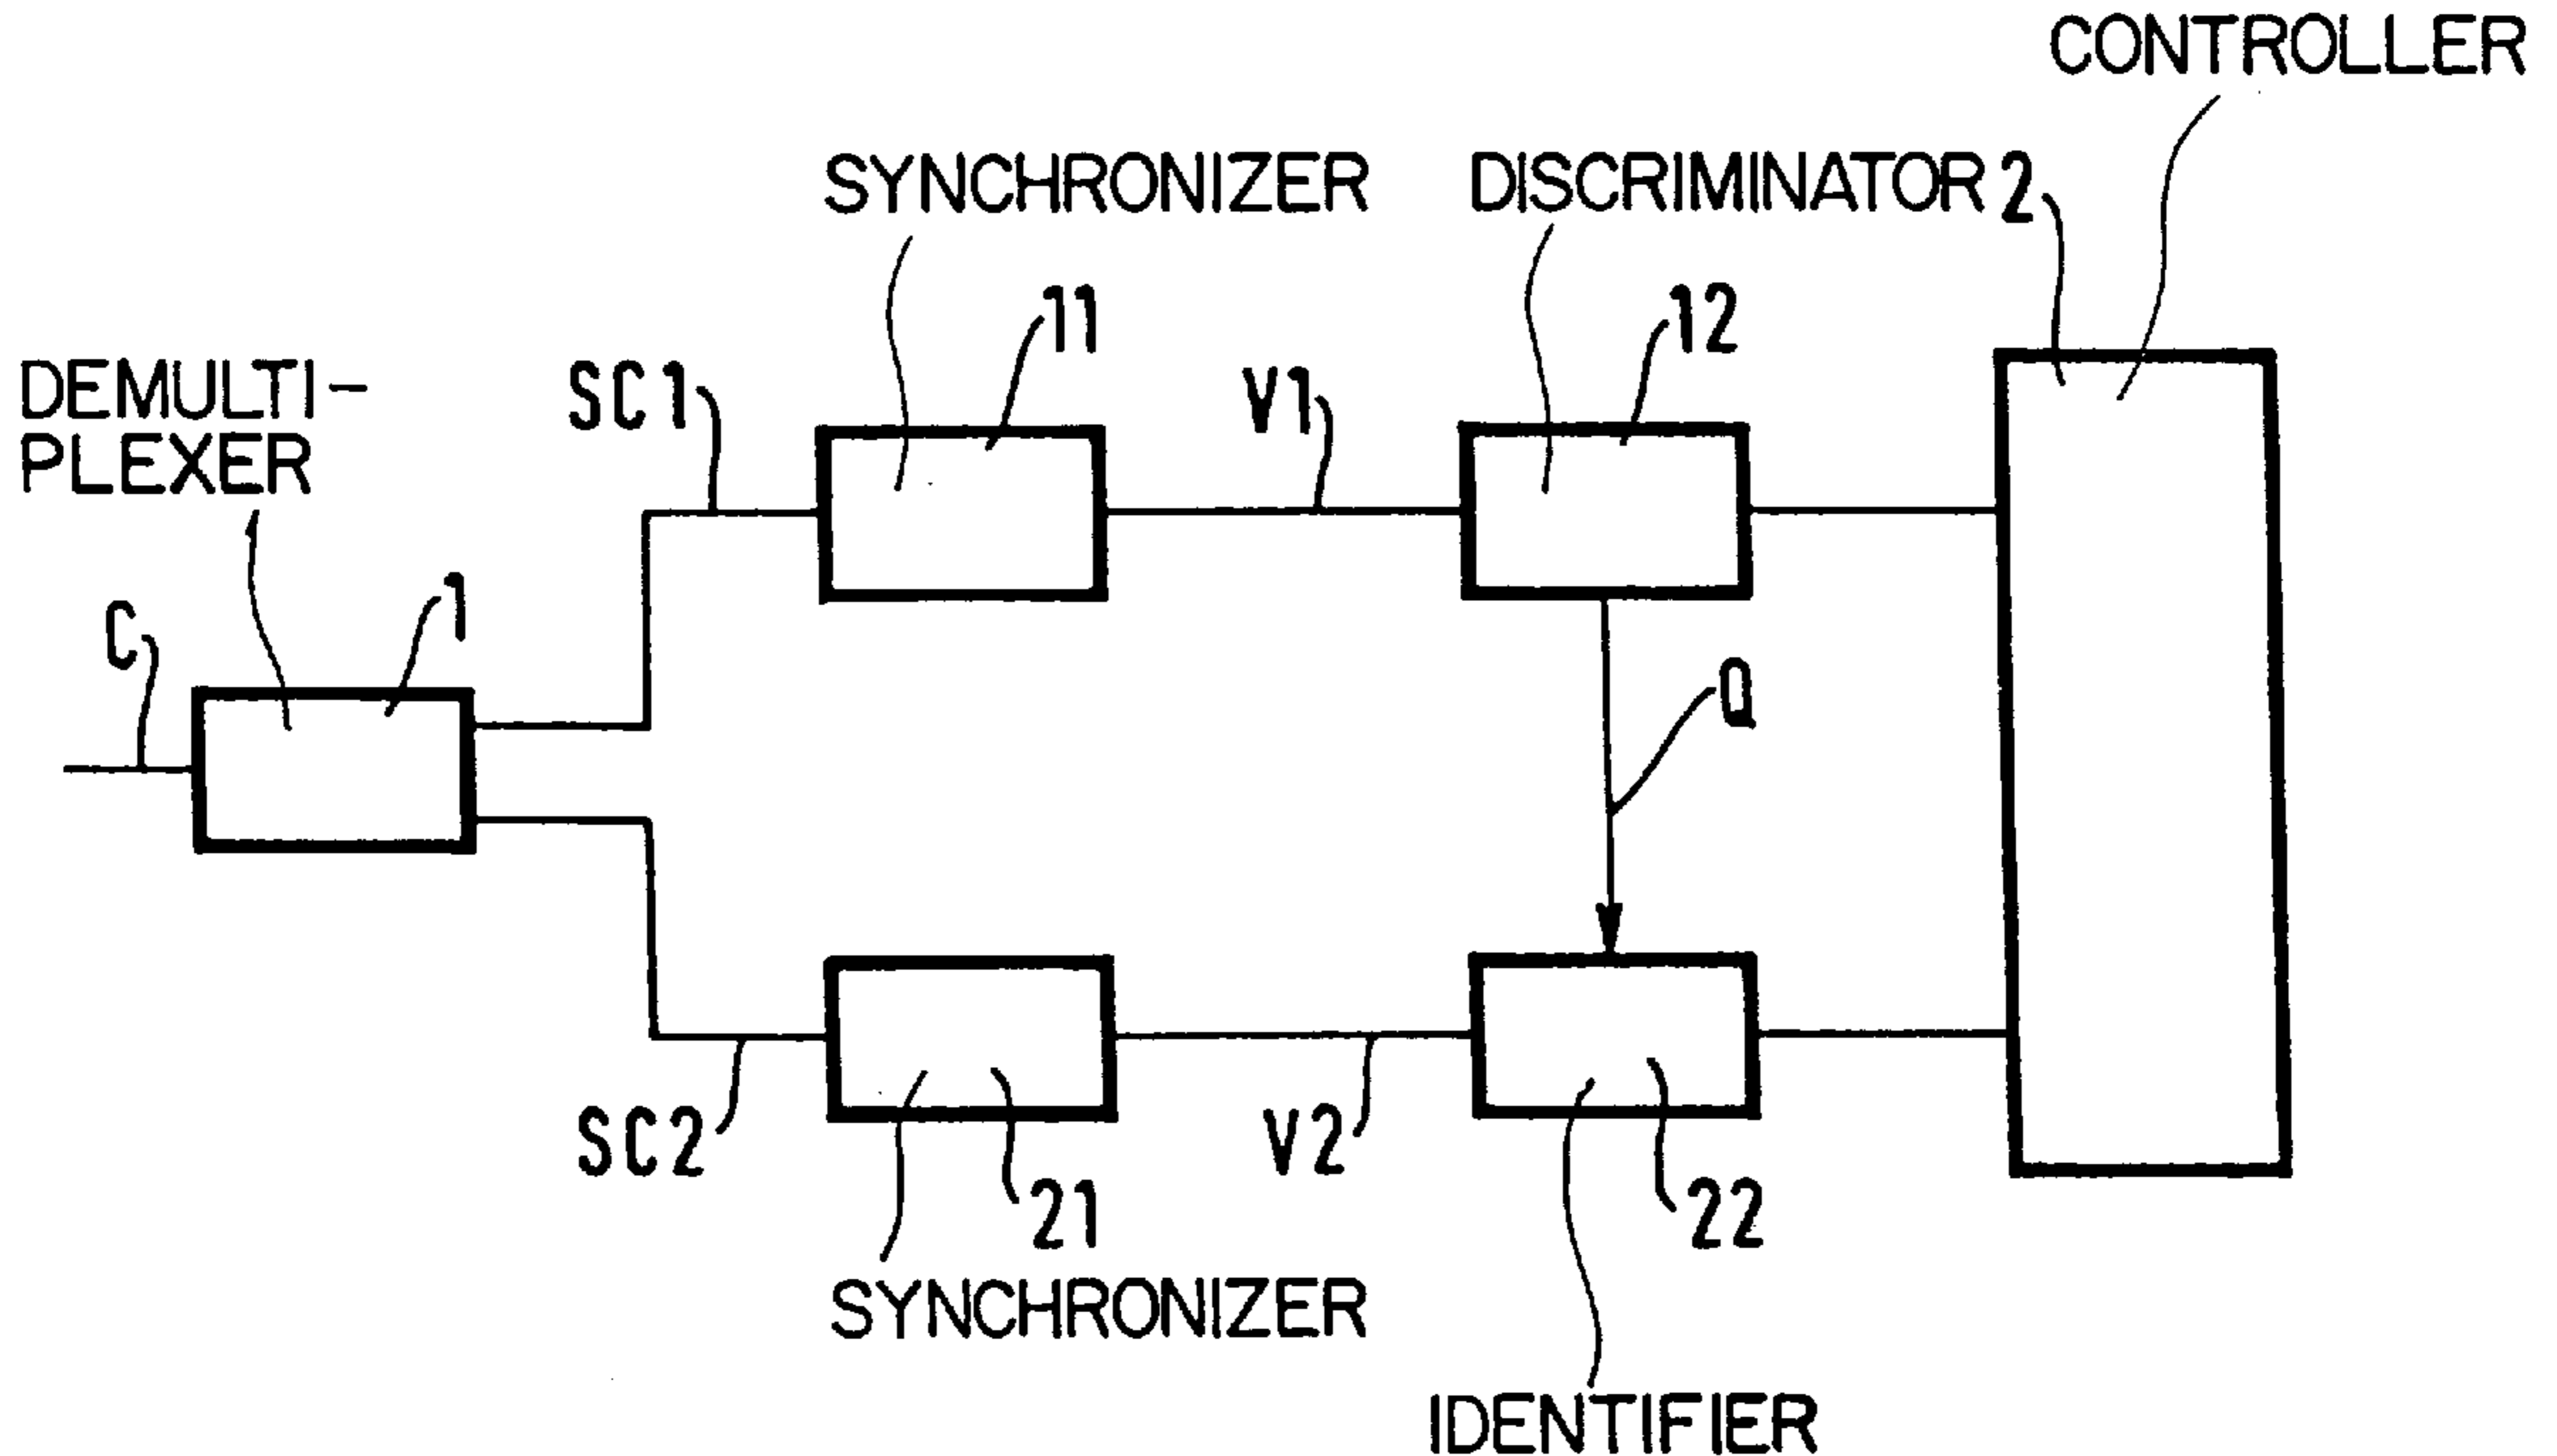 CONTROLLER
SYNCHRONIZER
DISCRIMINATOR 2
11
12
DEMULTI-
PLEXER
SC1
V1
C
1
Q
SC2
V2
21
22
SYNCHRONIZER
IDENTIFIER